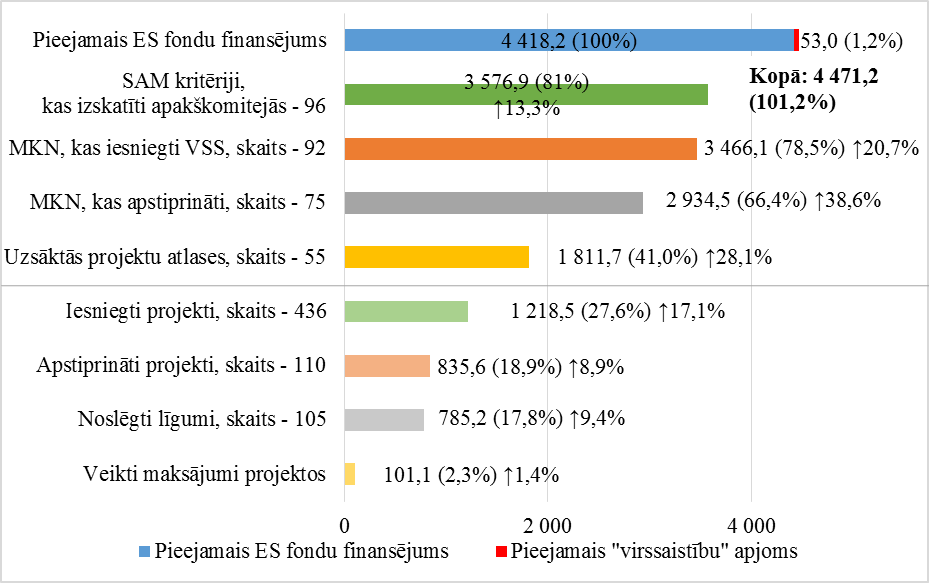 Pieejamais ES fondu finansējums
4 418,2 (100%)
53,0 (1,2%)
SAM kritēriji,
kas izskatīti apakškomitejās - 96
3 576,9 (81%)
↑13,3%
Kopā: 4 471,2
(101,2%)
MKN, kas iesniegti VSS, skaits - 92
3 466,1 (78,5%) ↑20,7%
MKN, kas apstiprināti, skaits - 75
2 934,5 (66,4%) ↑38,6%
Uzsāktās projektu atlases, skaits - 55
1 811,7 (41,0%) ↑28,1%
Iesniegti projekti, skaits - 436
1 218,5 (27,6%) ↑17,1%
Apstiprināti projekti, skaits - 110
835,6 (18,9%) ↑8,9%
Noslēgti līgumi, skaits - 105
785,2 (17,8%) ↑9,4%
Veikti maksājumi projektos
101,1 (2,3%) ↑1,4%
0 2 000 4 000
Pieejamais ES fondu finansējums Pieejamais "virssaistību" apjoms